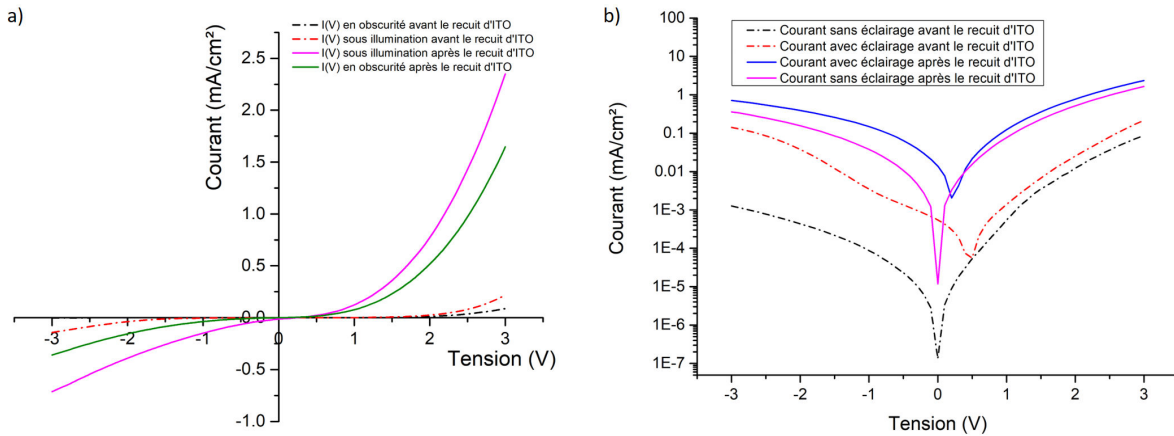 a)
I(V) en obscurité avant le recuit d'ITO
I(V) sous illumination avant le recuit d'ITO
I(V) sous illumination après le recuit d'ITO
I(V) en obscurité après le recuit d'ITO
Courant (mA/cm²)
2.5
2.0
1.5
1.0
0.5
0.0
-0.5
-1.0
-3
-2
-1
0
1
2
3
Tension (V)
b)
Courant sans éclairage avant le recuit d'ITO
Courant avec éclairage avant le recuit d'ITO
Courant avec éclairage après le recuit d'ITO
Courant sans éclairage après le recuit d'ITO
Courant (mA/cm²)
100
10
1
0.1
0.01
1E-3
1E-4
1E-5
1E-6
1E-7
-3
-2
-1
0
1
2
3
Tension (V)